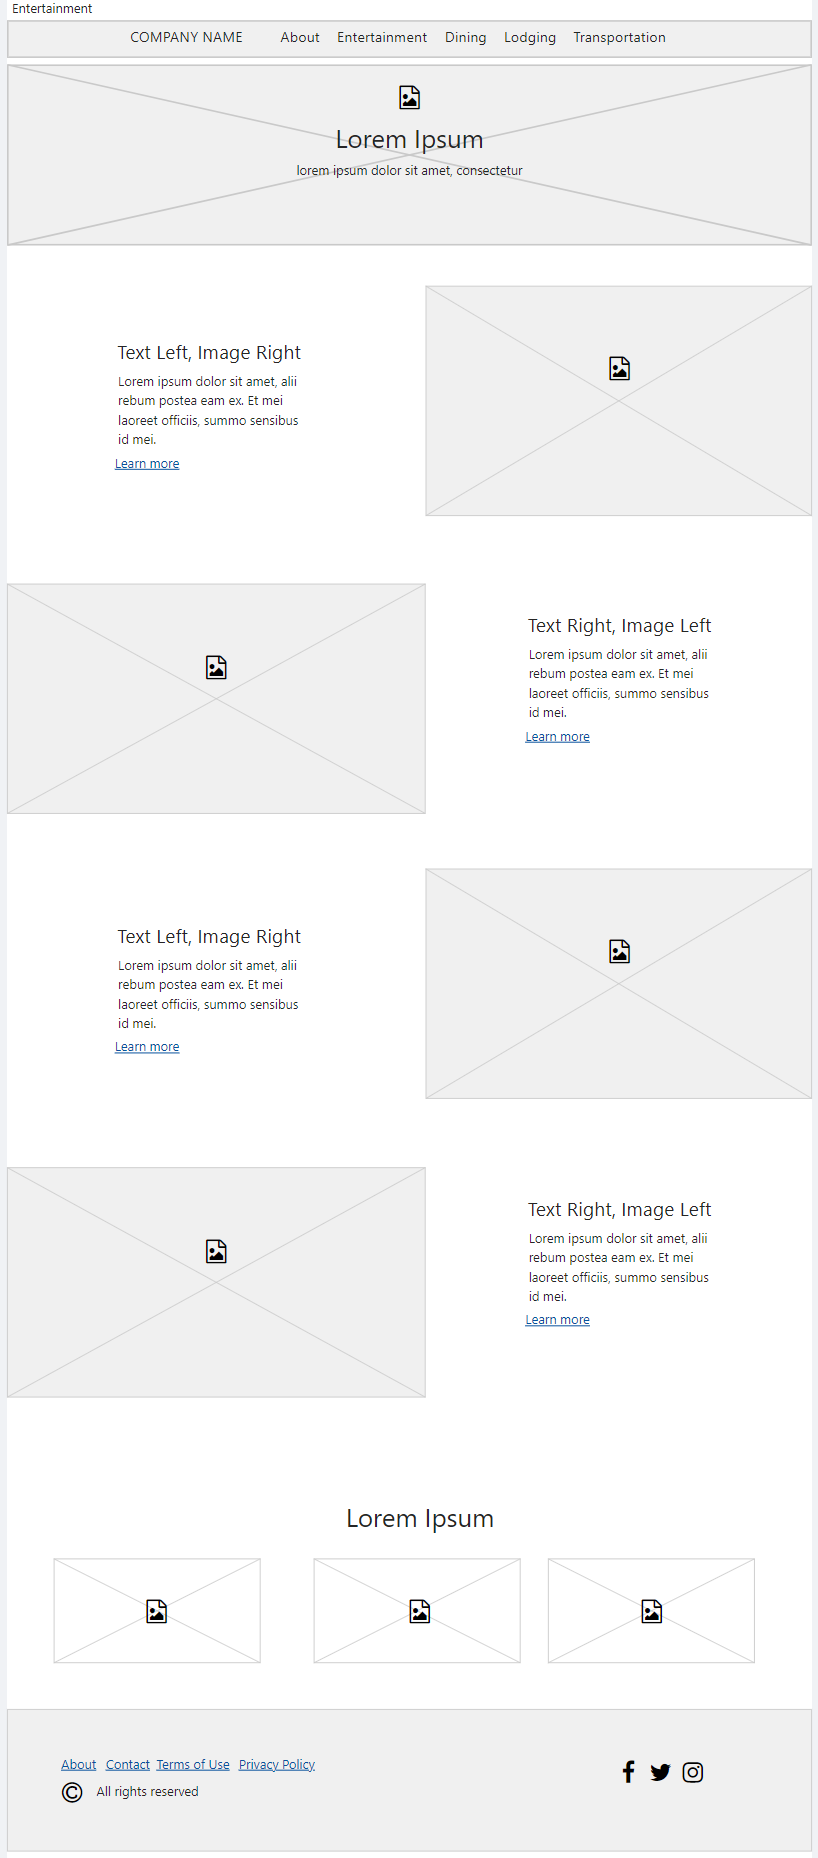 Entertainment
COMPANY NAME About Entertainment Dining Lodging Transportation
Lorem Ipsum
lorem ipsum dolor sit amet, consectetur
Text Left, Image Right
Lorem ipsum dolor sit amet, alii
rebum postea eam ex. Et mei
laoreet officiis, summo sensibus
id mei.
Learn more
Text Right, Image Left
Lorem ipsum dolor sit amet, alii
rebum postea eam ex. Et mei
laoreet officiis, summo sensibus
id mei.
Learn more
Text Left, Image Right
Lorem ipsum dolor sit amet, alii
rebum postea eam ex. Et mei
laoreet officiis, summo sensibus
id mei.
Learn more
Text Right, Image Left
Lorem ipsum dolor sit amet, alii
rebum postea eam ex. Et mei
laoreet officiis, summo sensibus
id mei.
Learn more
Lorem Ipsum
About Contact Terms of Use Privacy Policy
© All rights reserved